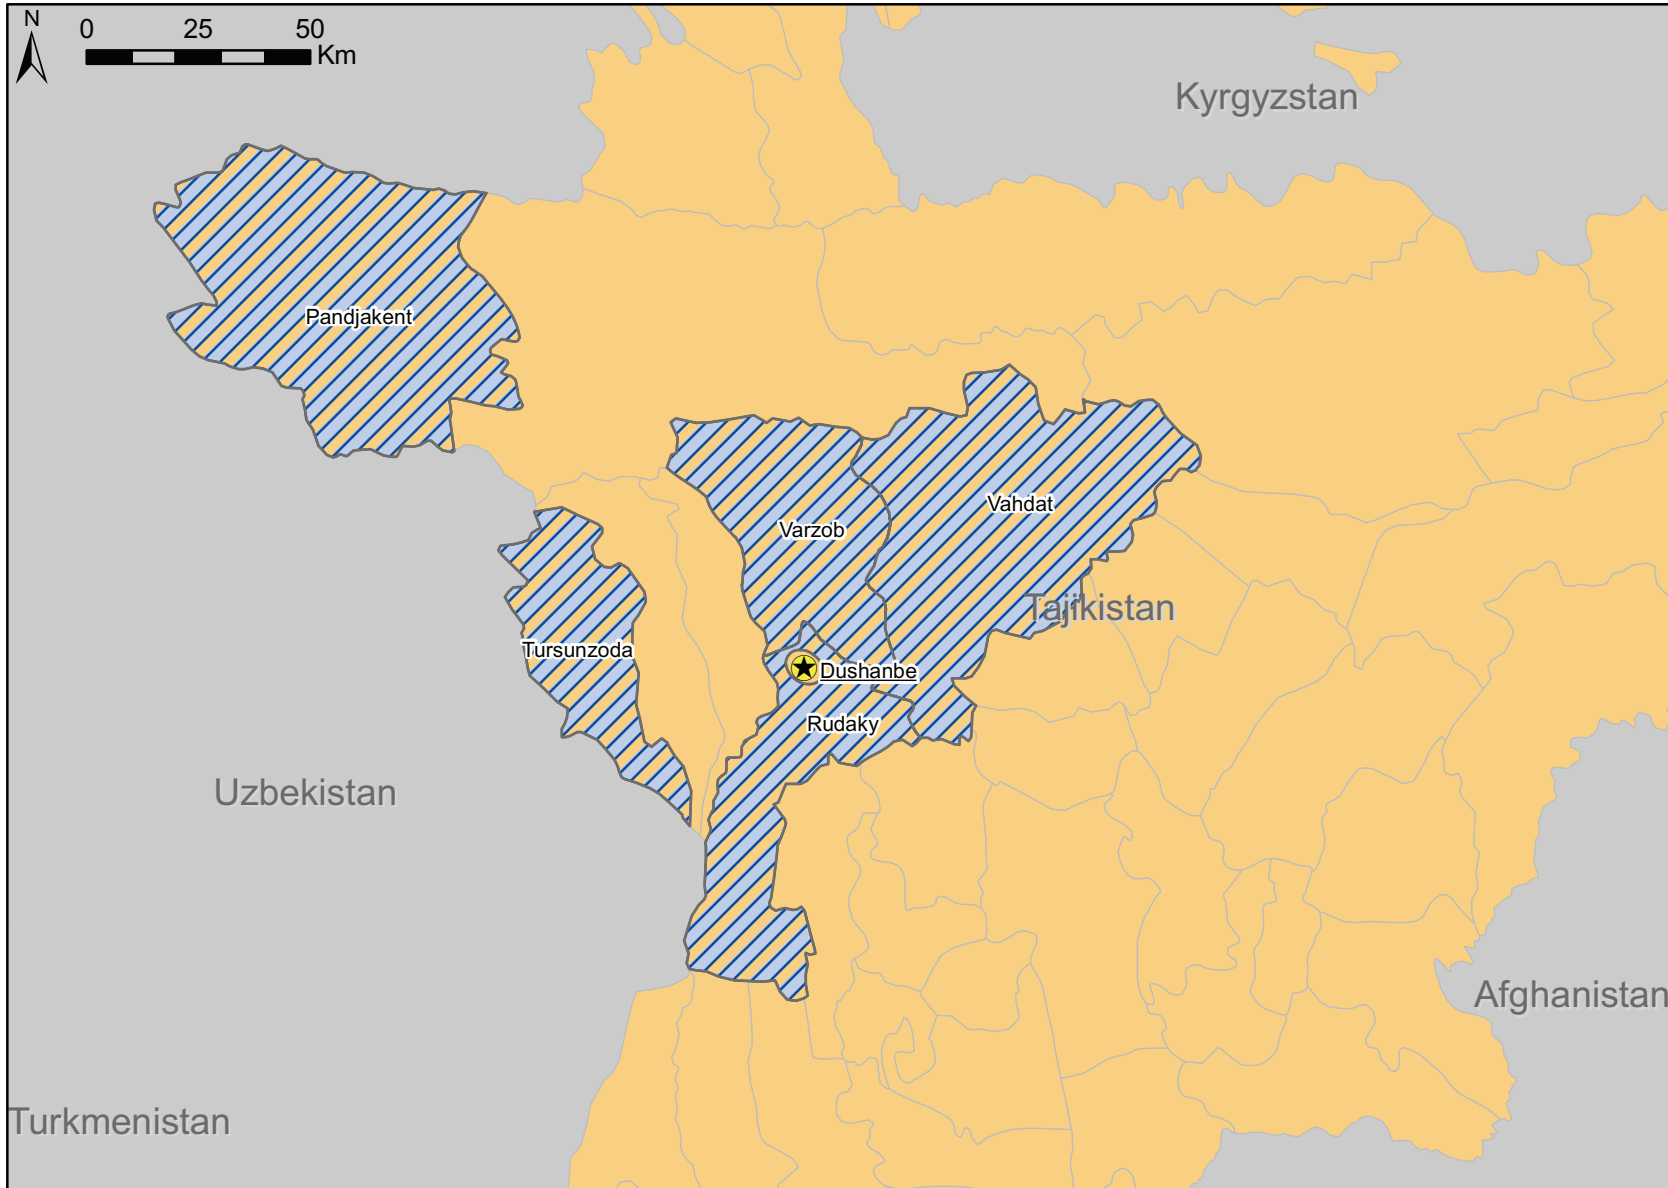 N
0 25 50
Km
Kyrgyzstan
Pandjakent
Vahdat
Varzob
Tajikistan
Tursunzoda
Dushanbe
Rudaky
Uzbekistan
Afghanistan
Turkmenistan